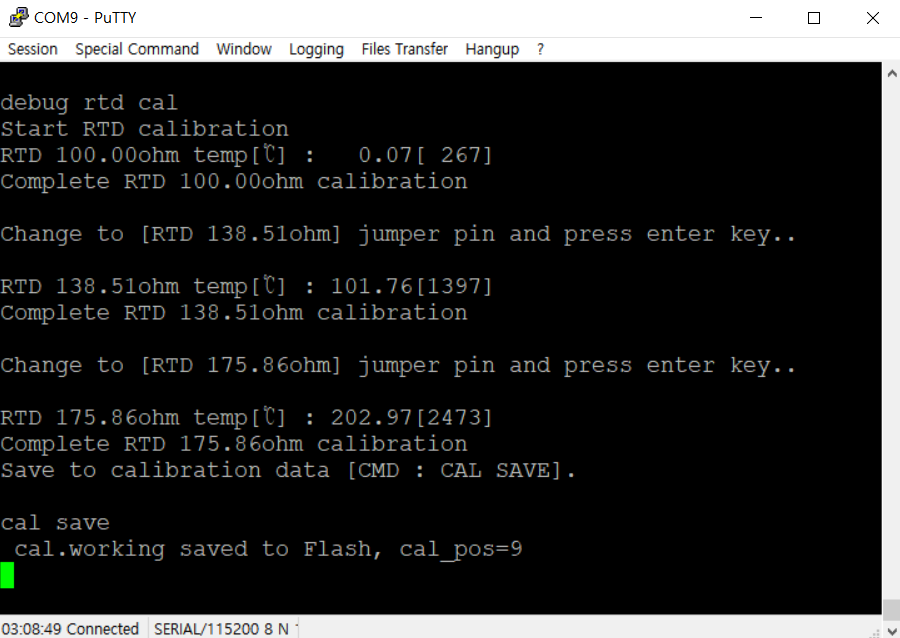 COM9 - PuTTY
Session Special Command Window Logging Files Transfer Hangup ?
debug rtd cal
Start RTD calibration
RTD 100.00ohm temp[℃] :   0.07[ 267]
Complete RTD 100.00ohm calibration
Change to [RTD 138.51ohm] jumper pin and press enter key..
RTD 138.51ohm temp[℃] : 101.76[1397]
Complete RTD 138.51ohm calibration
Change to [RTD 175.86ohm] jumper pin and press enter key..
RTD 175.86ohm temp[℃] : 202.97[2473]
Complete RTD 175.86ohm calibration
Save to calibration data [CMD : CAL SAVE].
cal save
 cal.working saved to Flash, cal_pos=9
03:08:49 Connected SERIAL/115200 8 N